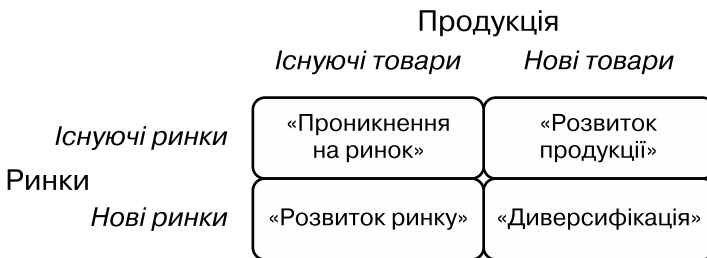 Продукція
Існуючі товари Нові товари
Існуючі ринки «Проникнення на ринок» «Розвиток продукції»
Ринки
Нові ринки «Розвиток ринку» «Диверсифікація»